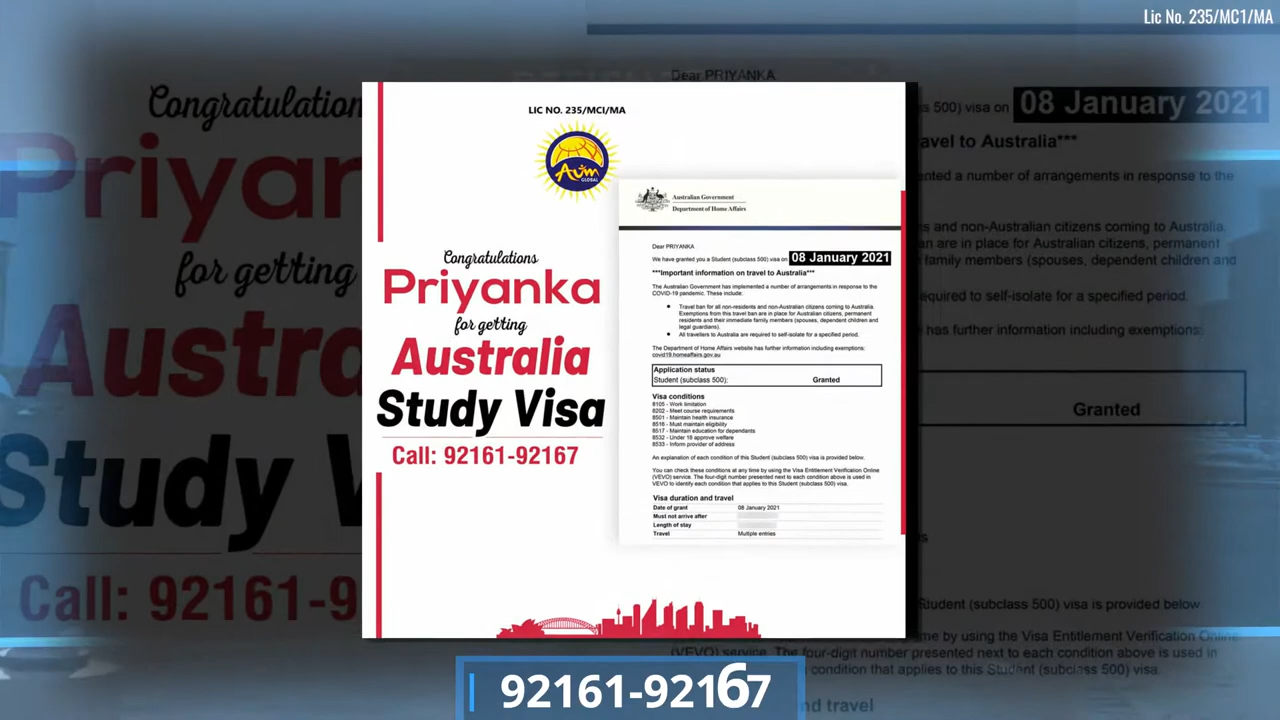 Lic No. 235/MC1/MA
LIC NO. 235/MCI/MA
Avm
GLOBAL
Congratulations
Priyanka
for getting
Australia
Study Visa
Call: 92161-92167
Australian Government
Department of Home Affairs
Dear PRIYANKA
We have granted you a Student (subclass 500) visa on 08 January 2021
***Important information on travel to Australia***
The Australian Government has implemented a number of arrangements in response to the
COVID-19 pandemic. These include:
Travel ban for all non-residents and non-Australian citizens coming to Australia.
Exemptions from this travel ban are in place for Australian citizens, permanent
residents and their immediate family members (spouses, dependent children and
legal guardians).
All travellers to Australia are required to self-isolate for a specified period.
The Department of Home Affairs website has further information including exemptions:
covid19.homeaffairs.gov.au
Application status
Student (subclass 500): Granted
Visa conditions
8105 - Work limitation
8202 - Meet course requirements
8501 - Maintain health insurance
8516 - Must maintain eligibility
8517 - Maintain education for dependants
8532 - Under 18 approve welfare
8533 - Inform provider of address
An explanation of each condition of this Student (subclass 500) visa is provided below.
You can check these conditions at any time by using the Visa Entitlement Verification Online
(VEVO) service. The four-digit number presented next to each condition above is used in
VEVO to identify each condition that applies to this Student (subclass 500) visa.
Visa duration and travel
Date of grant 08 January 2021
Must not arrive after
Length of stay
Travel Multiple entries
92161-92167